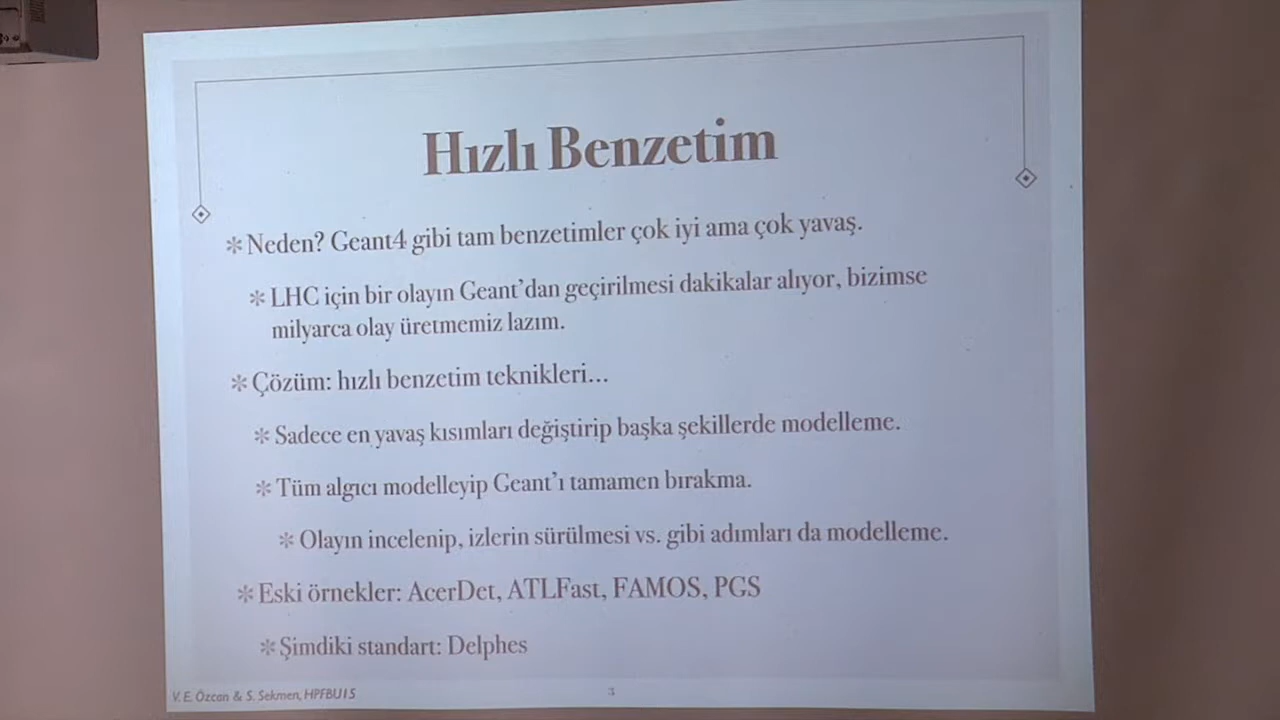 Hızlı Benzetim
* Neden? Geant4 gibi tam benzetimler çok iyi ama çok yavaş.
* LHC için bir olayın Geant’dan geçirilmesi dakikalar alıyor, bizimse
milyarca olay üretmemiz lazım.
* Çözüm: hızlı benzetim teknikleri...
* Sadece en yavaş kısımları değiştirip başka şekillerde modelleme.
* Tüm algıcı modelleyip Geant’ı tamamen bırakma.
* Olayın incelenip, izlerin sürülmesi vs. gibi adımları da modelleme.
* Eski örnekler: AcerDet, ATLFast, FAMOS, PGS
* Şimdiki standart: Delphes
V. E. Özcan & S. Sekmen, HPFBU15
3